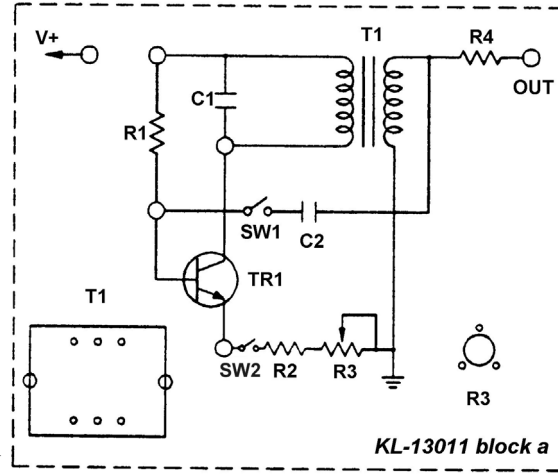 T1
R4
V+
OUT
C1
R1
SW1
C2
TR1
T1
SW2
R2
R3
R3
KL-13011 block a